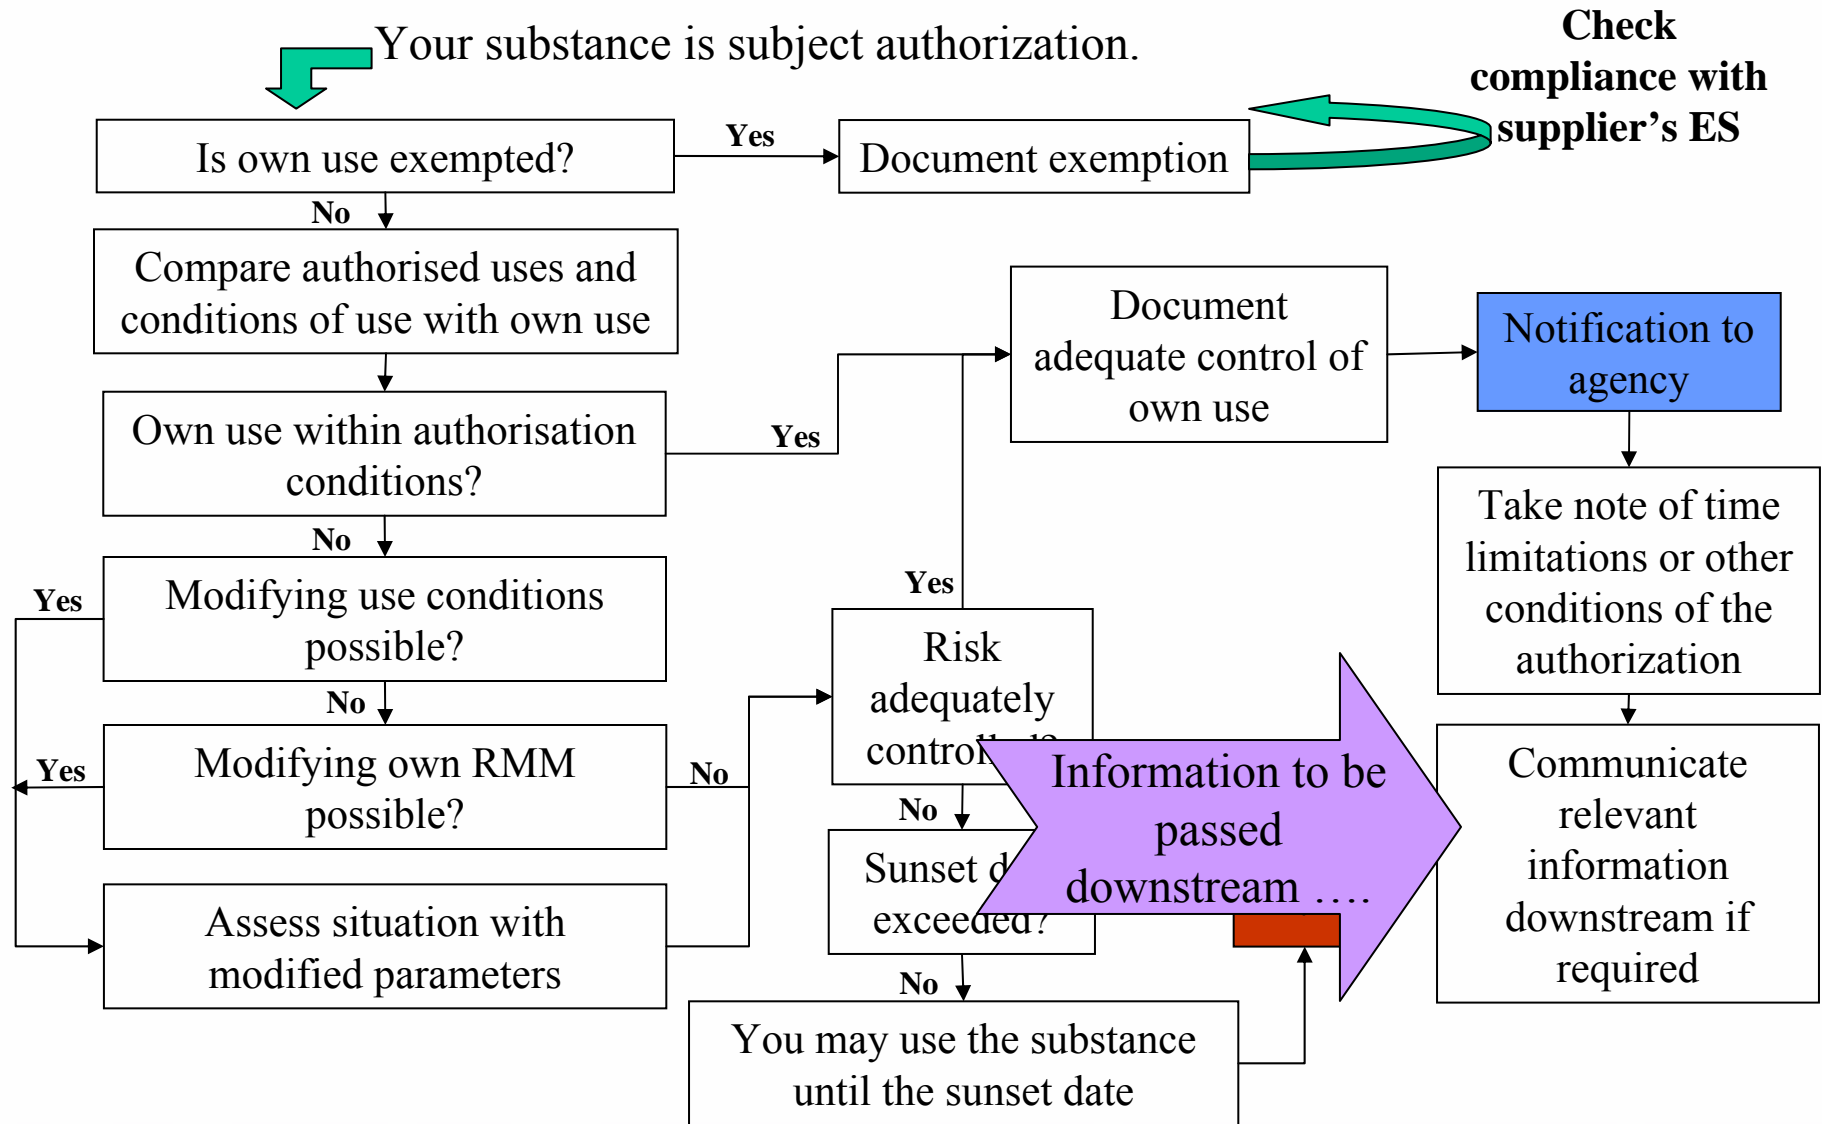 Your substance is subject authorization.
Check
compliance with
supplier's ES
Is own use exempted?
Yes
Document exemption
No
Compare authorised uses and
conditions of use with own use
Document
adequate control of
own use
Notification to
agency
Own use within authorisation
conditions?
Yes
No
Take note of time
limitations or other
conditions of the
authorization
Modifying use conditions
possible?
Yes
No
Yes
Risk
adequately
Modifying own RMM
possible?
Yes
No
No
Information to be
passed
downstream ….
Communicate
relevant
information
downstream if
required
Sunset
exceeded?
Assess situation with
modified parameters
No
You may use the substance
until the sunset date